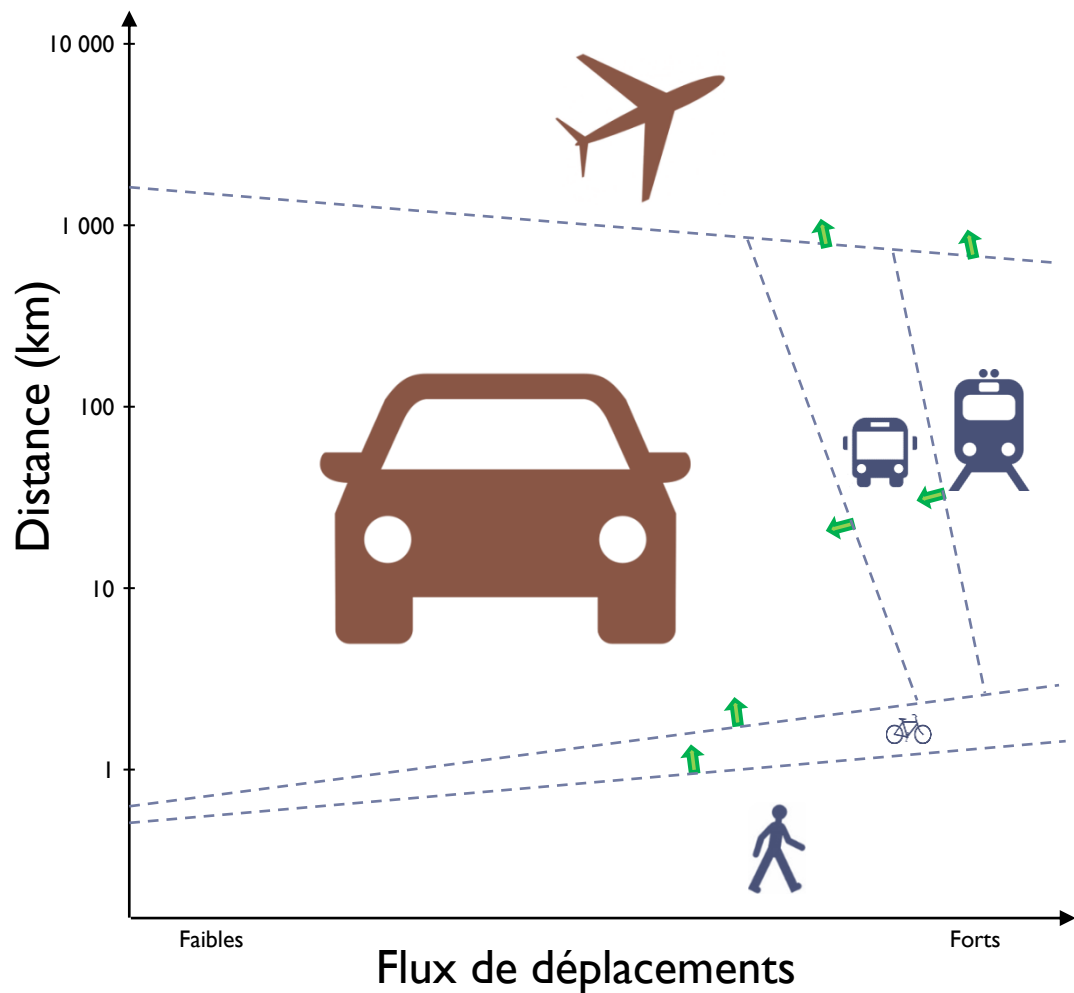 10 000
1 000
100
10
1
Distance (km)
Faibles
Forts
Flux de déplacements